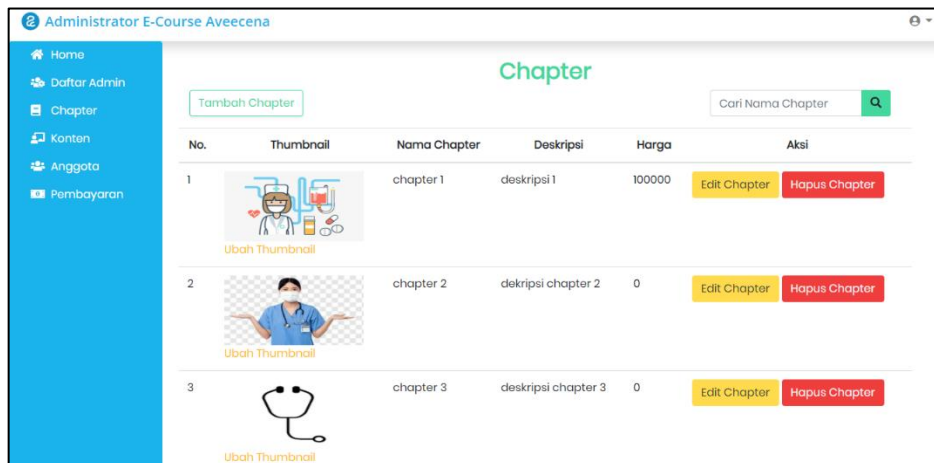 Administrator E-Course Aveecena
Home
Daftar Admin
Chapter
Konten
Anggota
Pembayaran
Chapter
Tambah Chapter
Cari Nama Chapter
No. Thumbnail Nama Chapter Deskripsi Harga Aksi
1 chapter 1 deskripsi 1 100000 Edit Chapter Hapus Chapter
Ubah Thumbnail
2 chapter 2 dekripsi chapter 2 0 Edit Chapter Hapus Chapter
Ubah Thumbnail
3 chapter 3 deskripsi chapter 3 0 Edit Chapter Hapus Chapter
Ubah Thumbnail